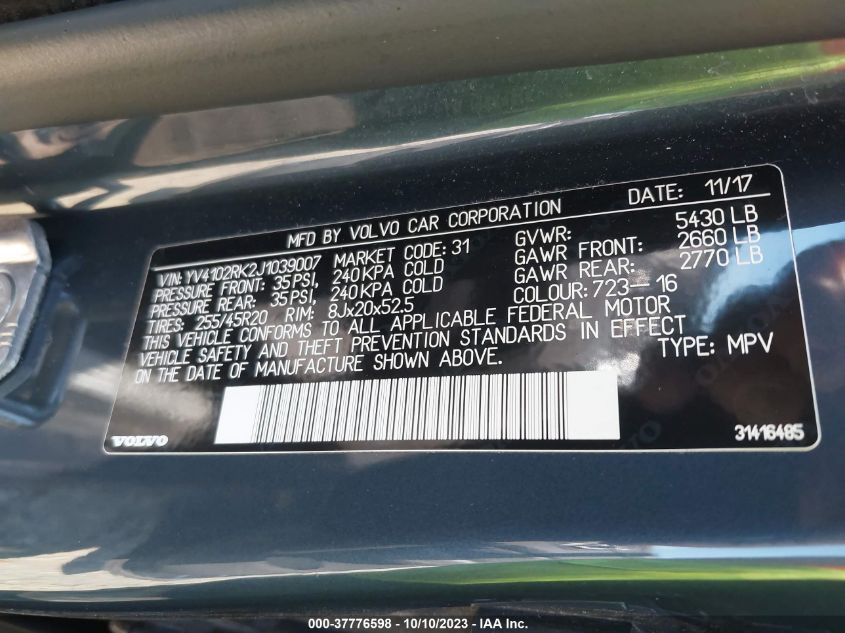 MFD BY VOLVO CAR CORPORATION DATE: 11/17
VIN: YV4102RK2J1039007 MARKET CODE: 31 GVWR: 5430 LB
PRESSURE FRONT: 35PSI, 240KPA COLD GAWR FRONT: 2660 LB
PRESSURE REAR: 35PSI, 240KPA COLD GAWR REAR: 2770 LB
TIRES: 255/45R20 RIM: 8Jx20x52.5 COLOUR: 723-16
THIS VEHICLE CONFORMS TO ALL APPLICABLE FEDERAL MOTOR
VEHICLE SAFETY AND THEFT PREVENTION STANDARDS IN EFFECT
ON THE DATE OF MANUFACTURE SHOWN ABOVE. TYPE: MPV
VOLVO 31416485
000-37776598 - 10/10/2023 - IAAI Inc.